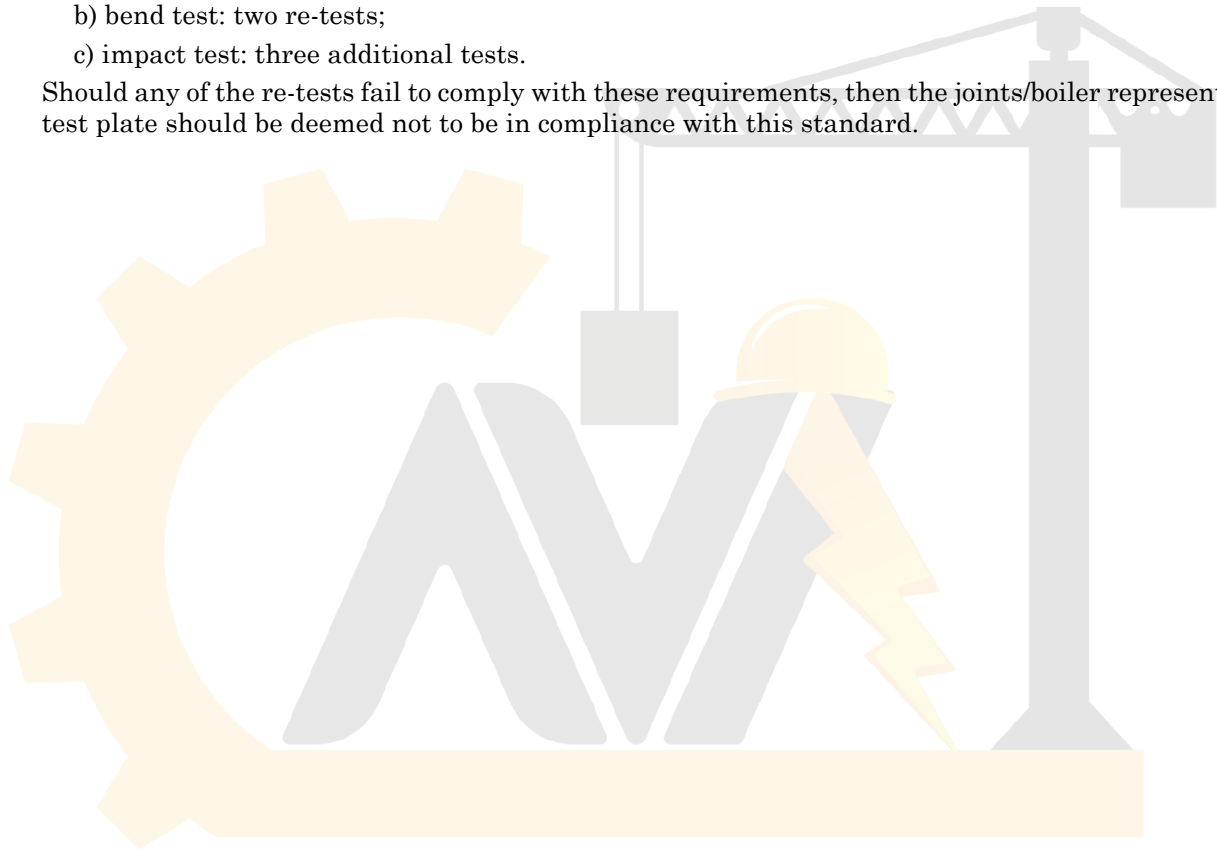 b) bend test: two re-tests;
c) impact test: three additional tests.
Should any of the re-tests fail to comply with these requirements, then the joints/boiler represent
test plate should be deemed not to be in compliance with this standard.